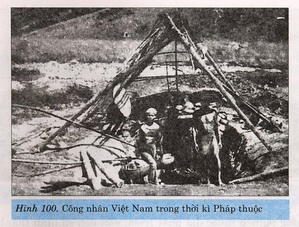 Hình 100. Công nhân Việt Nam trong thời kì Pháp thuộc